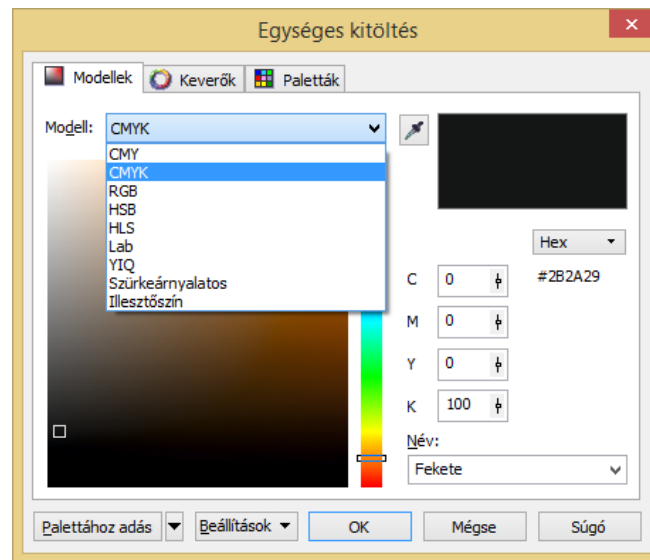 Egységes kitöltés
Modellek Keverők Paletták
Modell: CMYK
CMY
CMYK
RGB
HSB
HLS
Lab
YIQ
Szürkeárnyalatos
Illesztőszín
Hex
C 0 #2B2A29
M 0
Y 0
K 100
Név:
Fekete
Palettához adás Beállítások OK Mégse Súgó